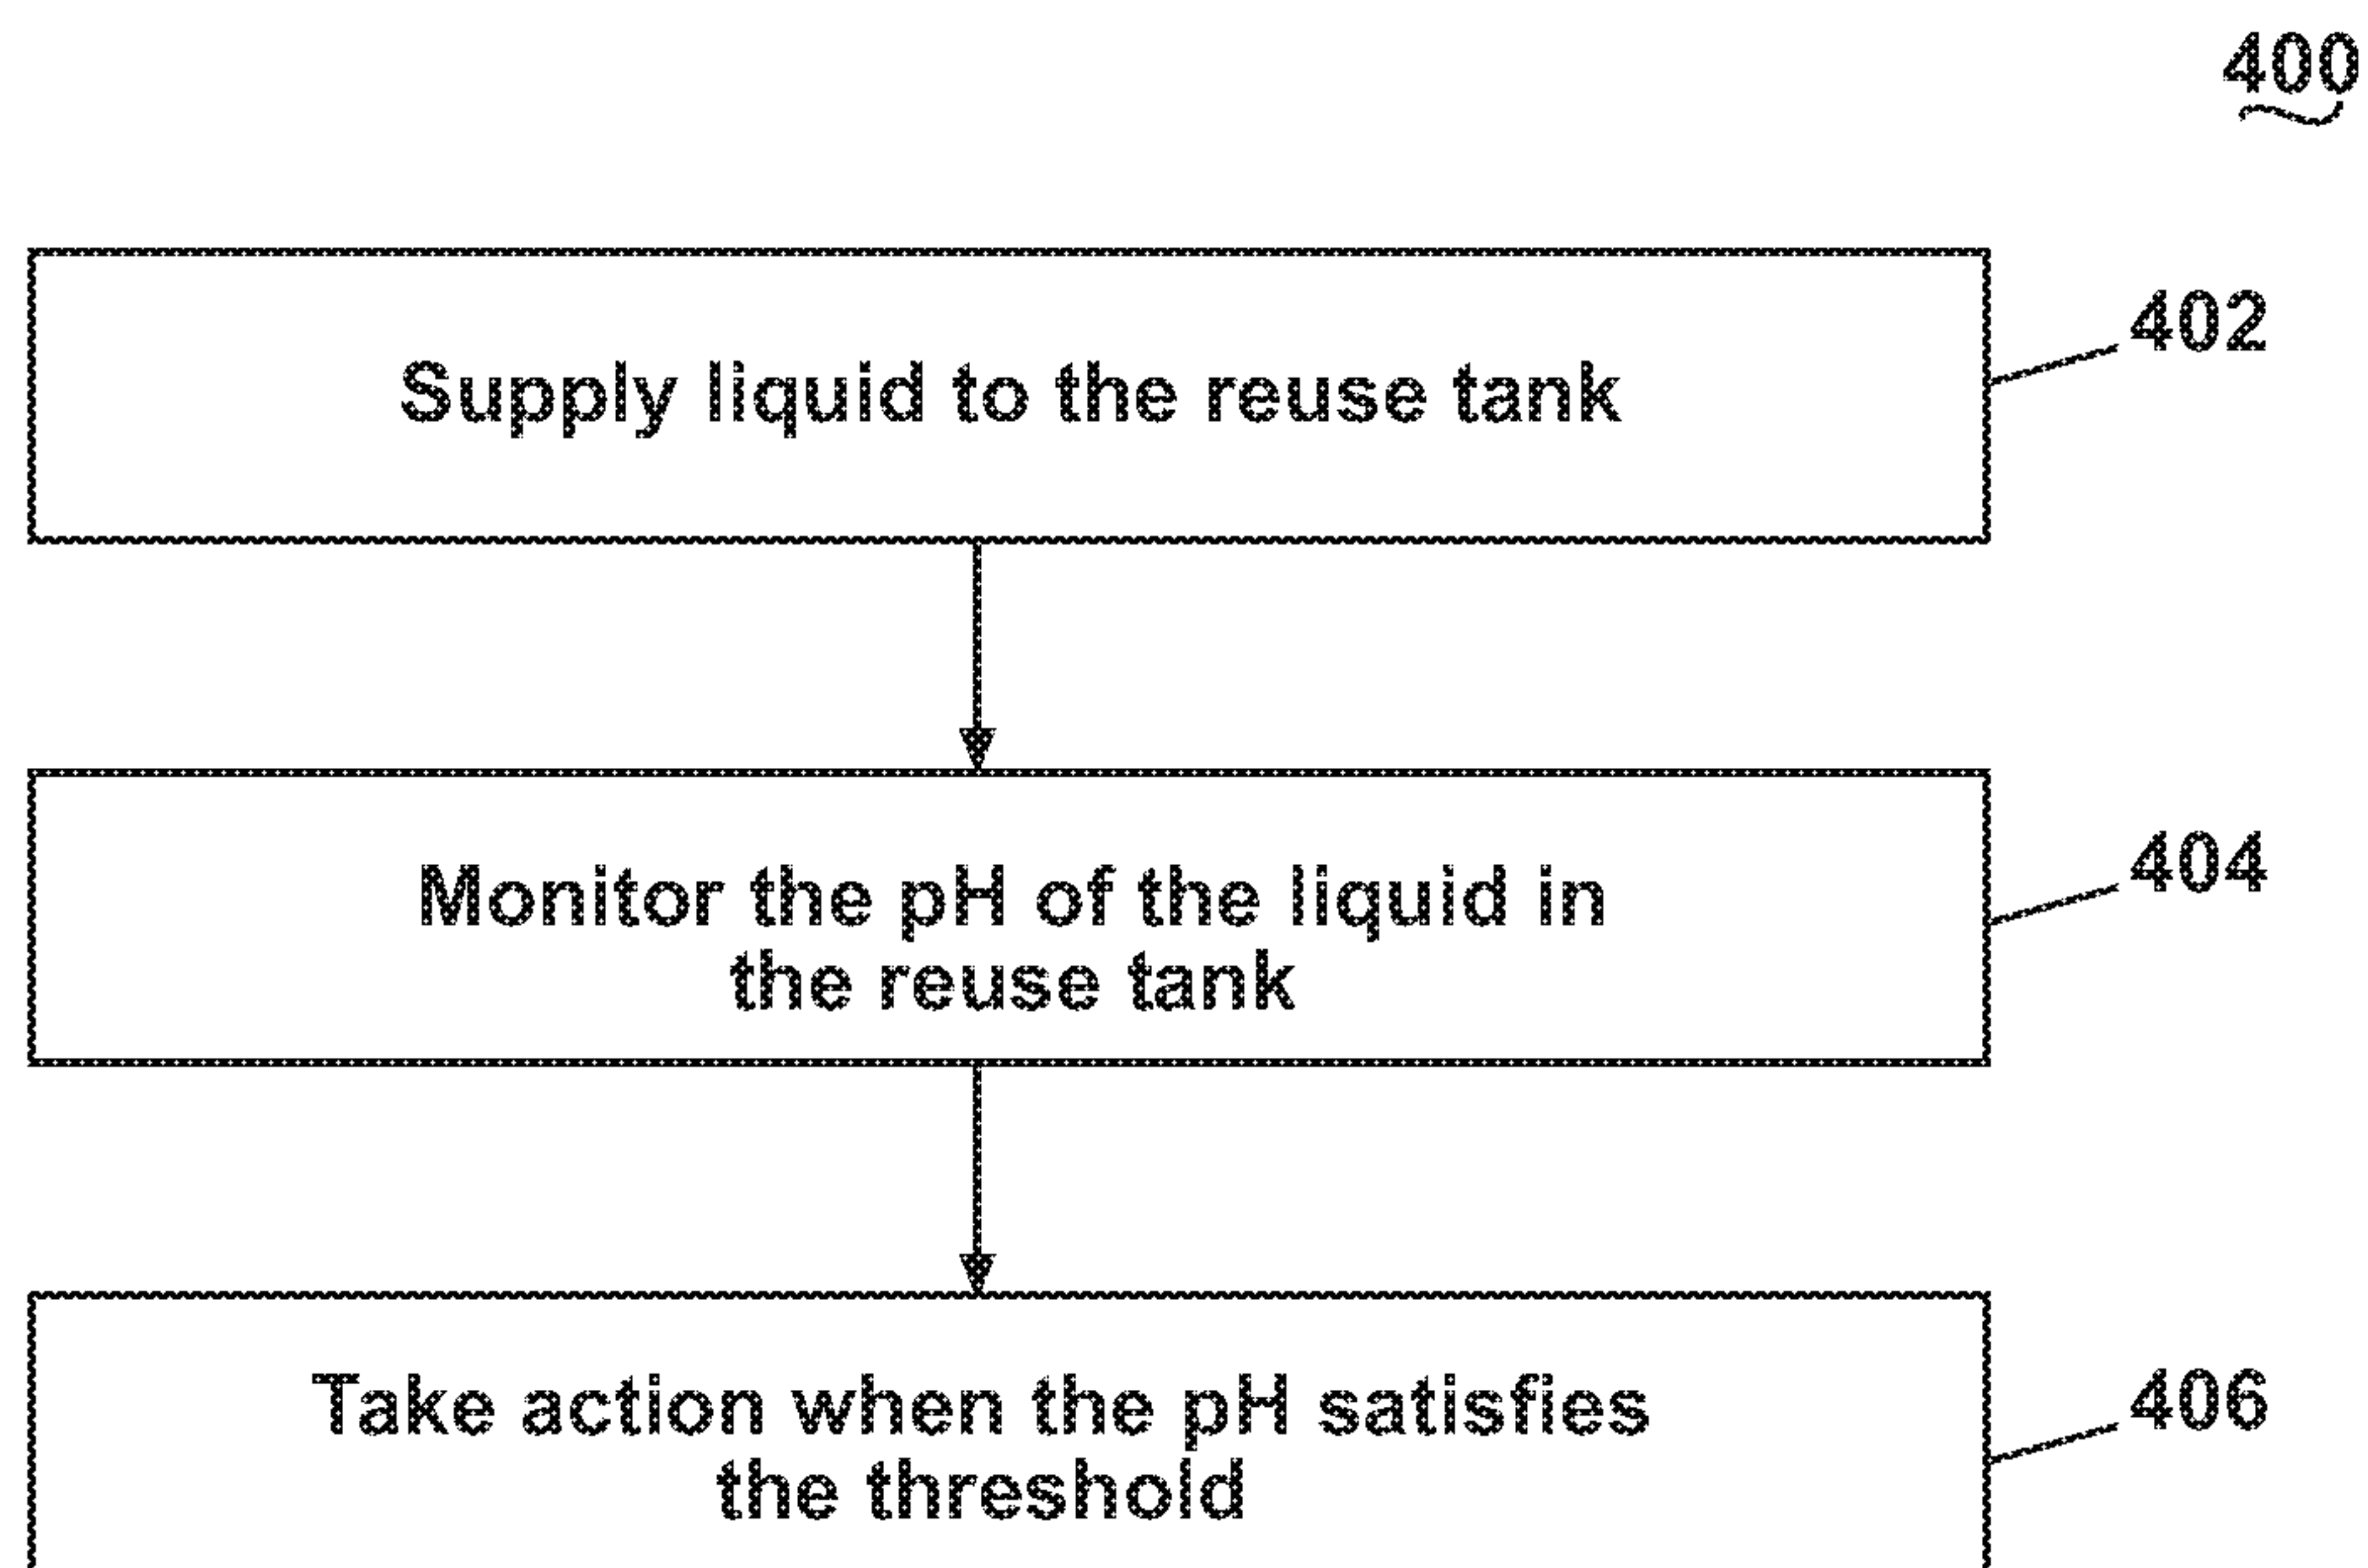 400
Supply liquid to the reuse tank
402
Monitor the pH of the liquid in
the reuse tank
404
Take action when the pH satisfies
the threshold
406